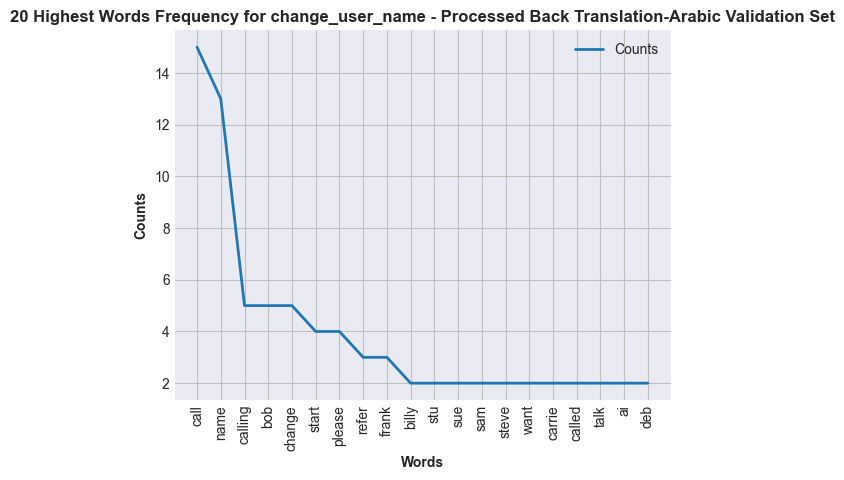 20 Highest Words Frequency for change_user_name - Processed Back Translation-Arabic Validation Set
Counts
14
12
10
8
6
4
2
Counts
call
name
calling
bob
change
start
please
refer
frank
billy
stu
sue
sam
steve
want
carrie
called
talk
ai
deb
Words